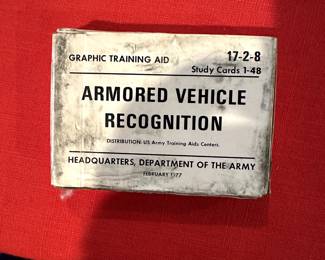 GRAPHIC TRAINING AID
17-2-8
Study Cards 1-48
ARMORED VEHICLE
RECOGNITION
DISTRIBUTION: US Army Training Aids Centers.
HEADQUARTERS, DEPARTMENT OF THE ARMY
FEBRUARY 1977